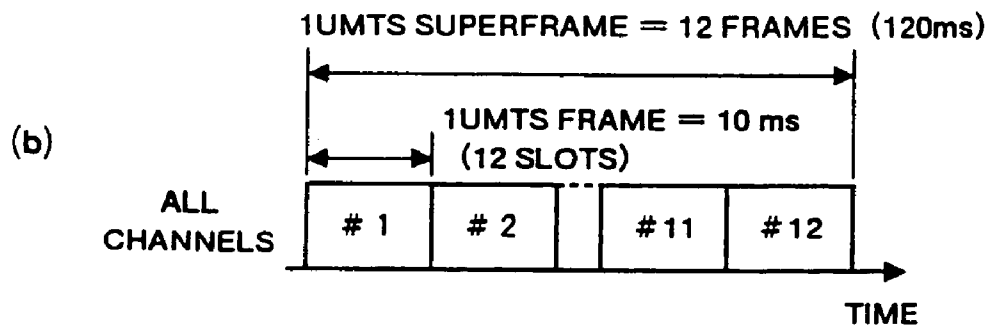 1UMTS SUPERFRAME = 12 FRAMES (120ms)
1UMTS FRAME = 10 ms
(12 SLOTS)
(b)
ALL
CHANNELS
# 1
# 2
#11
#12
TIME